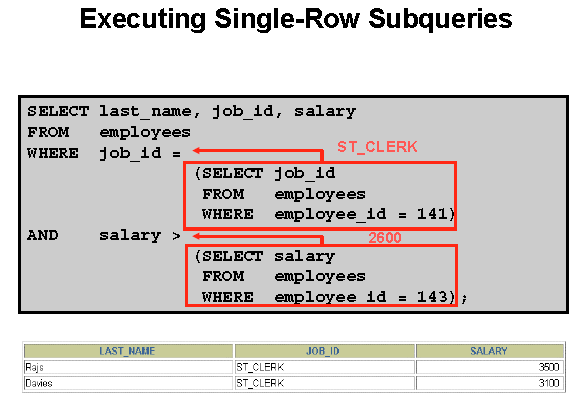 Executing Single-Row Subqueries
SELECT last_name, job_id, salary
FROM employees
WHERE job_id =
ST_CLERK
(SELECT job_id
FROM employees
WHERE employee_id = 141)
AND salary >
2600
(SELECT salary
FROM employees
WHERE employee_id = 143);
LAST_NAME JOB_ID SALARY
Rajs ST_CLERK 3500
Davies ST_CLERK 3100